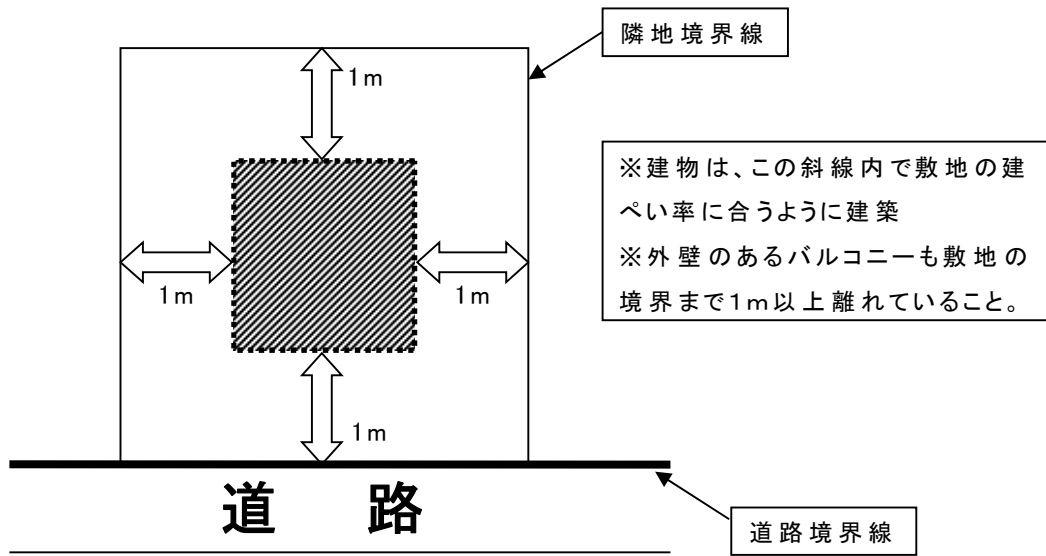 隣地境界線
1m
※建物は、この斜線内で敷地の建
ぺい率に合うように建築
※外壁のあるバルコニーも敷地の
境界まで1m以上離れていること。
1m
1m
1m
道 路
道路境界線